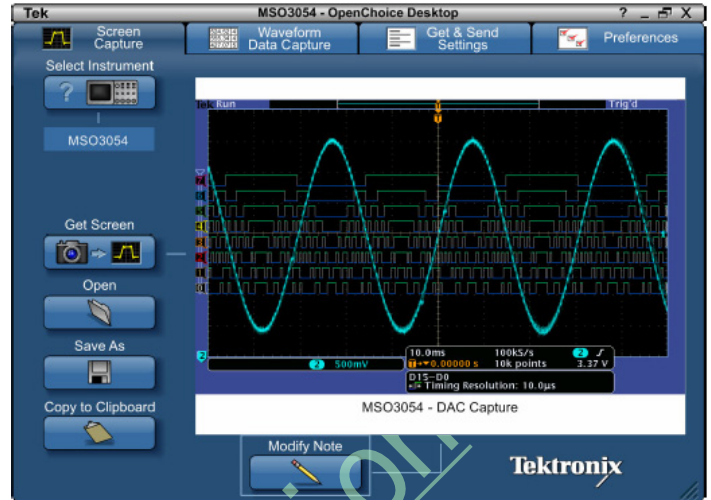 Tek MSO3054 - OpenChoice Desktop ? _ X
Screen Capture
Waveform Data Capture
Get & Send Settings
Preferences
Select Instrument
?
MSO3054
Get Screen
Open
Save As
Copy to Clipboard
Tek Run Trig'd
2 500mV
10.0ms 100kS/s 2
0.00000 s 10k points 3.37 V
D15-D0
Timing Resolution: 10.0µs
MSO3054 - DAC Capture
Modify Note
Tektronix